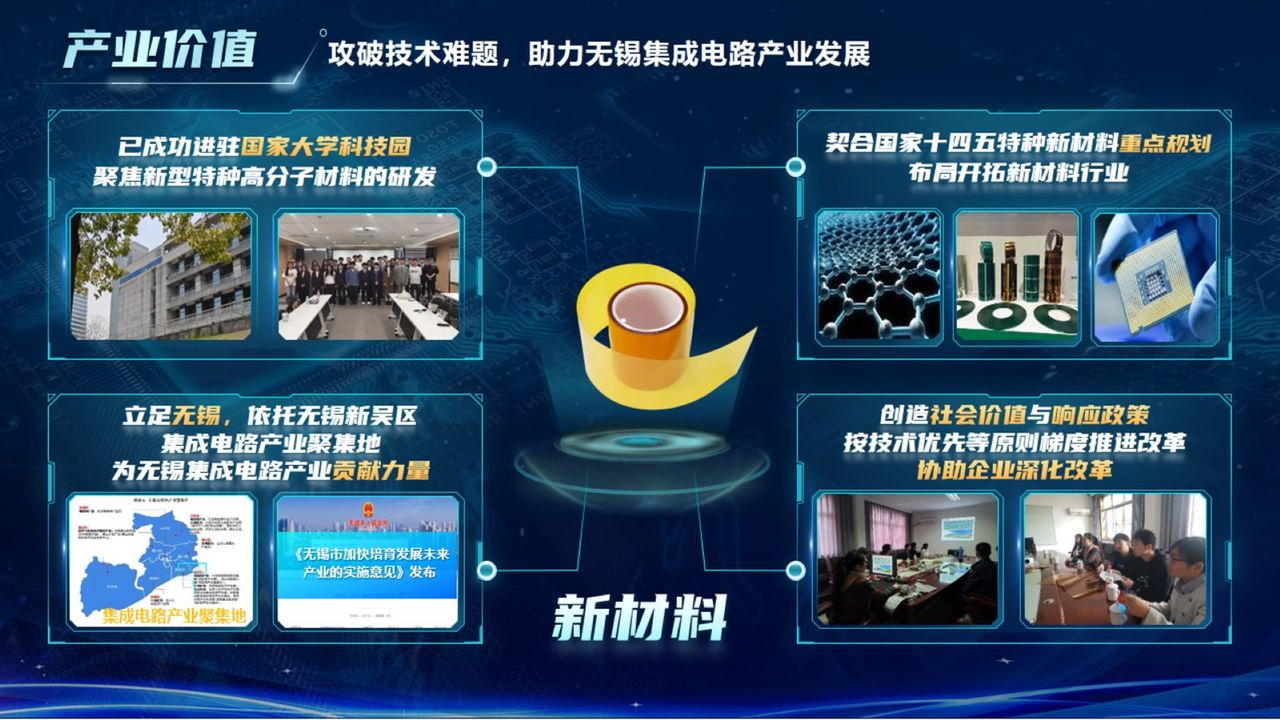 产业价值
攻破技术难题，助力无锡集成电路产业发展
已成功进驻国家大学科技园
聚焦新型特种高分子材料的研发
契合国家十四五特种新材料重点规划
布局开拓新材料行业
立足无锡，依托无锡新吴区
集成电路产业聚集地
为无锡集成电路产业贡献力量
集成电路产业聚集地
无锡市人民政府
《无锡市加快培育发展未来
产业的实施意见》发布
创造社会价值与响应政策
按技术优先等原则梯度推进改革
协助企业深化改革
新材料